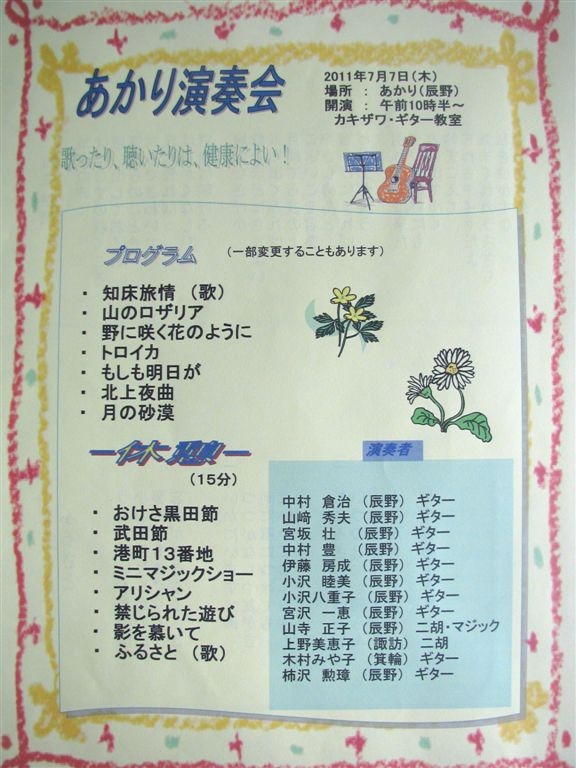 あかり演奏会
2011年7月7日（木）
場所 ： あかり（辰野）
開演 ： 午前10時半～
カキザワ・ギター教室
歌ったり、聴いたりは、健康によい！
プログラム （一部変更することもあります）
・ 知床旅情 （歌）
・ 山のロザリア
・ 野に咲く花のように
・ トロイカ
・ もしも明日が
・ 北上夜曲
・ 月の砂漠
―休憩―
（15分）
・ おけさ黒田節
・ 武田節
・ 港町13番地
・ ミニマジックショー
・ アリシャン
・ 禁じられた遊び
・ 影を慕いて
・ ふるさと （歌）
演奏者
中村 倉治 （辰野） ギター
山﨑 秀夫 （辰野） ギター
宮坂 壮 （辰野） ギター
中村 豊 （辰野） ギター
伊藤 房成 （辰野） ギター
小沢 睦美 （辰野） ギター
小沢八重子 （辰野） ギター
宮沢 一恵 （辰野） ギター
山寺 正子 （辰野） 二胡・マジック
上野美恵子 （諏訪） 二胡
木村みや子 （箕輪） ギター
柿沢 勲璋 （辰野） ギター